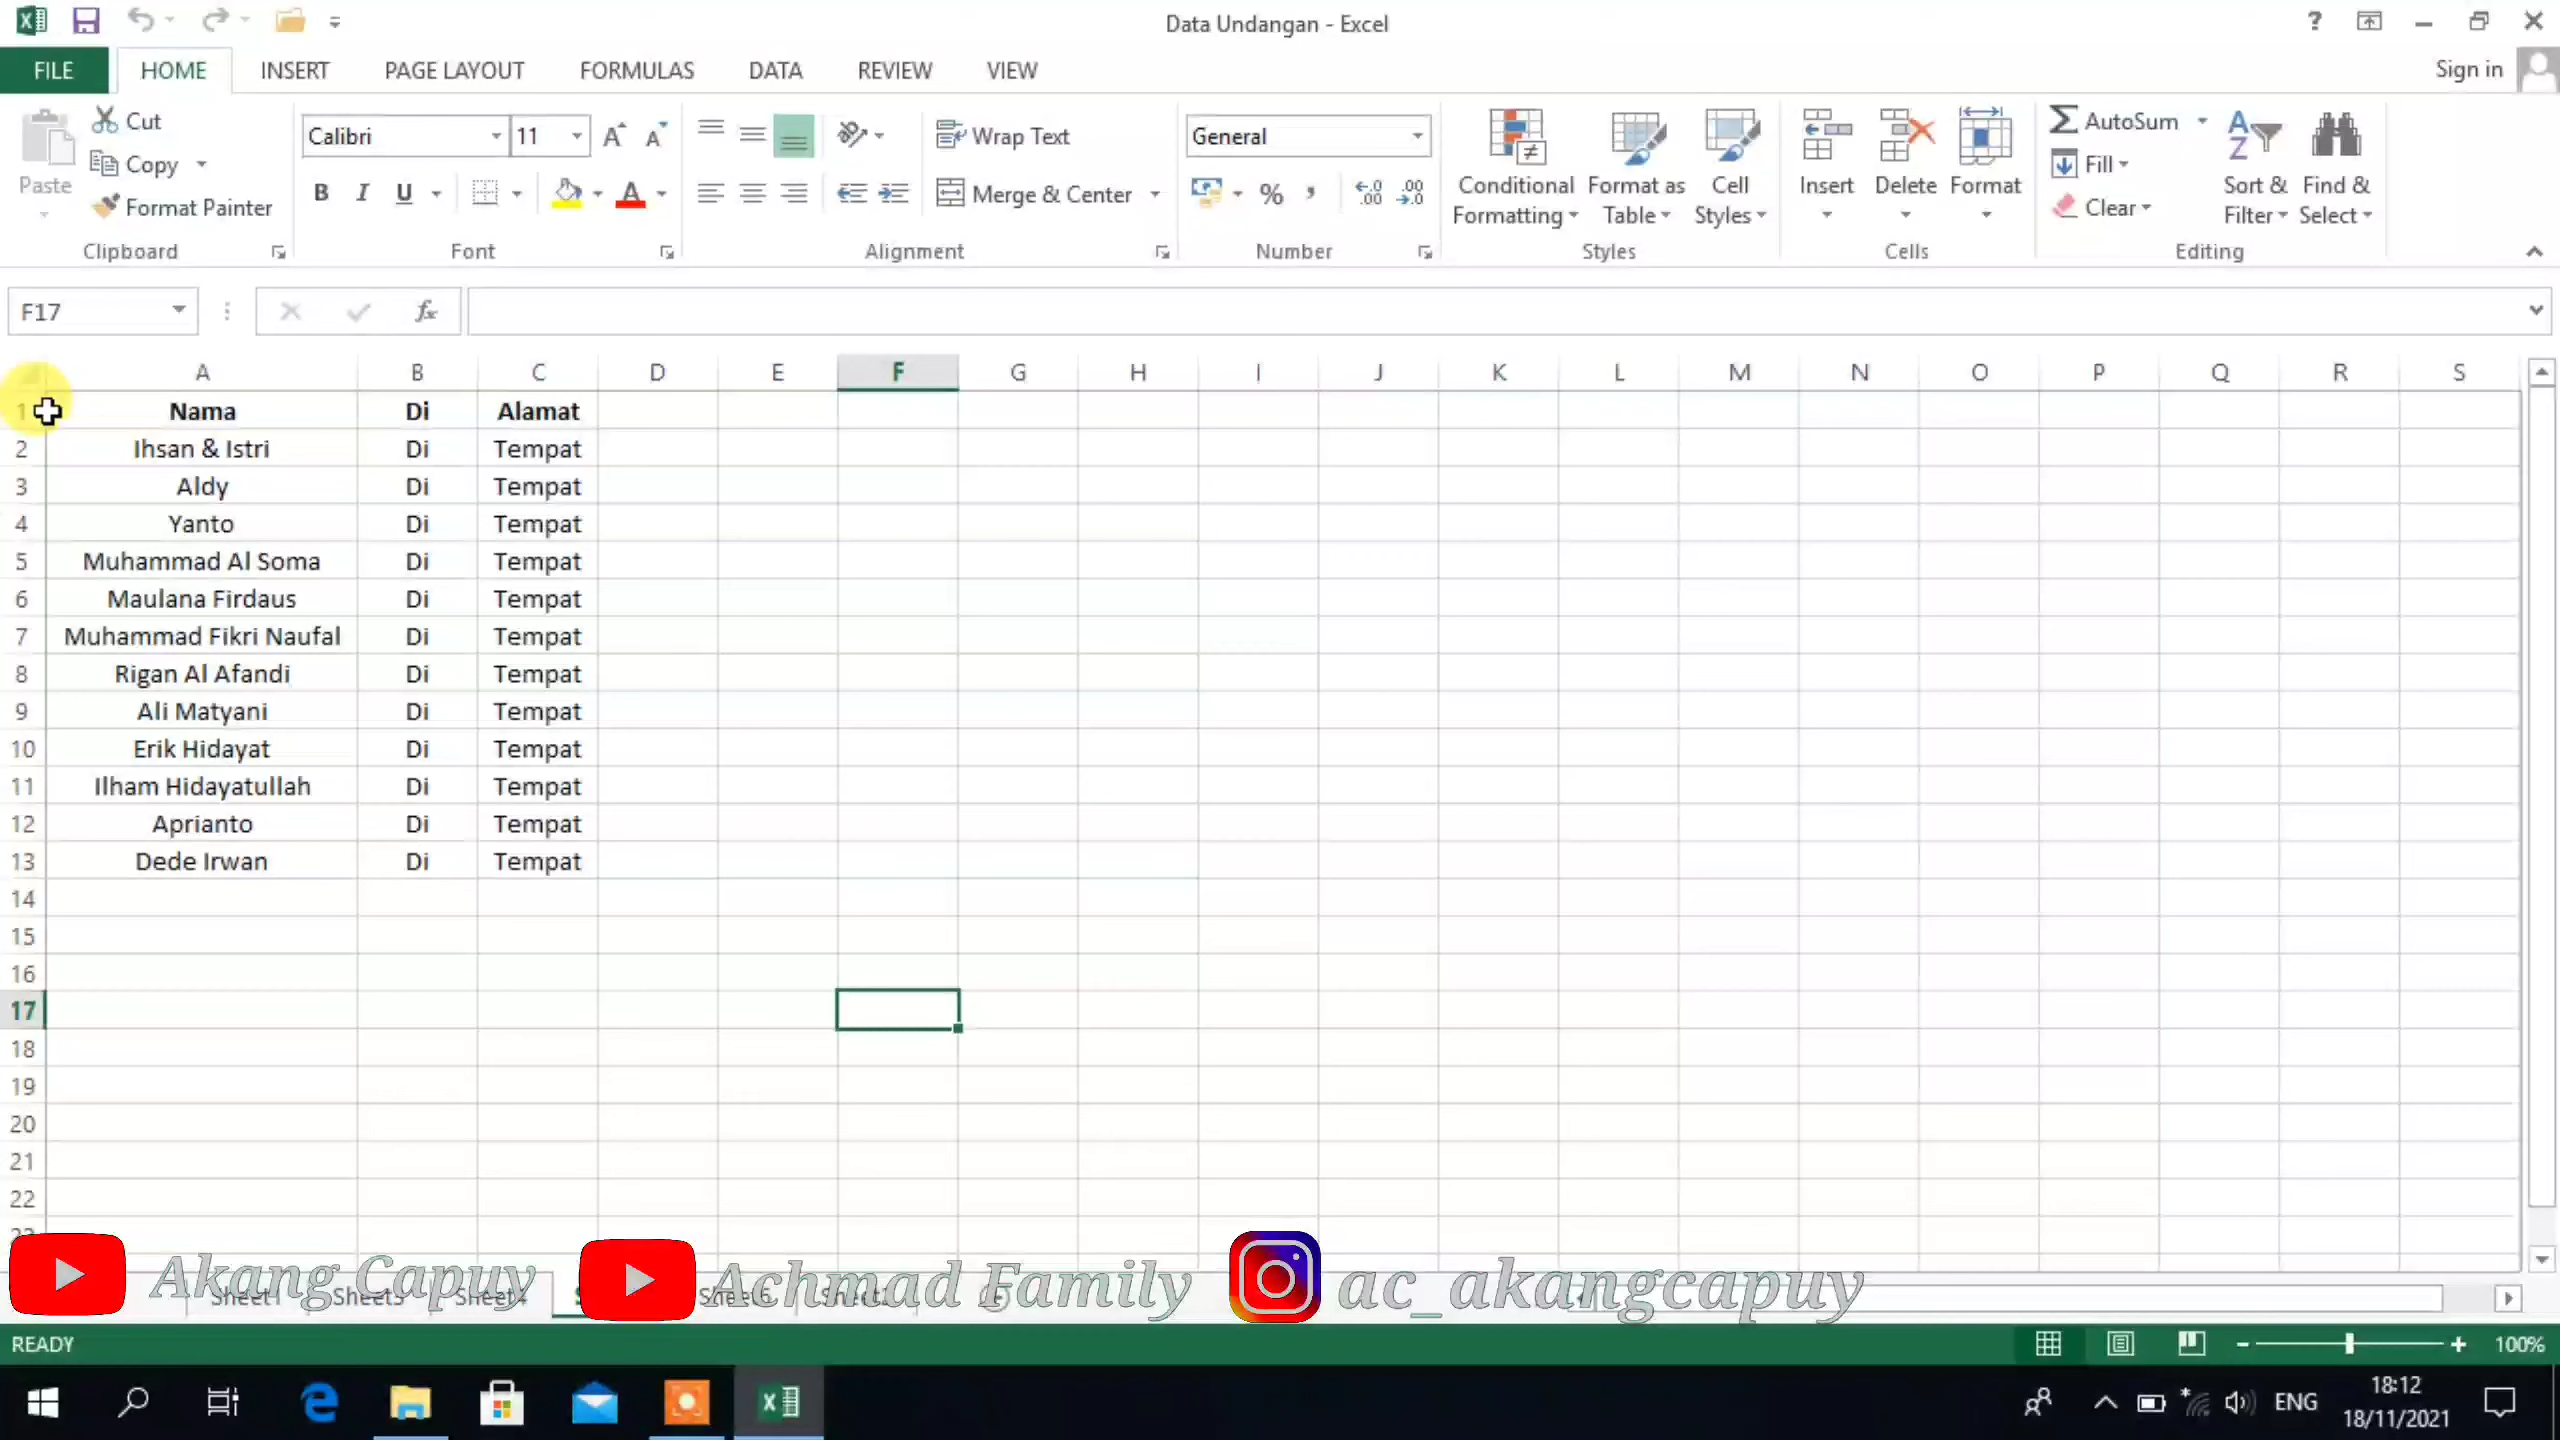 Data Undangan - Excel
FILE HOME INSERT PAGE LAYOUT FORMULAS DATA REVIEW VIEW Sign in
Paste Cut Copy Format Painter Clipboard
Calibri 11 B I U A Font
Wrap Text Merge & Center Alignment
General % , Number
Conditional Formatting Format as Table Cell Styles Styles
Insert Delete Format Cells
AutoSum Fill Clear Sort & Filter Find & Select Editing
F17 fx
A B C D E F G H I J K L M N O P Q R S
1 Nama Di Alamat
2 Ihsan & Istri Di Tempat
3 Aldy Di Tempat
4 Yanto Di Tempat
5 Muhammad Al Soma Di Tempat
6 Maulana Firdaus Di Tempat
7 Muhammad Fikri Naufal Di Tempat
8 Rigan Al Afandi Di Tempat
9 Ali Matyani Di Tempat
10 Erik Hidayat Di Tempat
11 Ilham Hidayatullah Di Tempat
12 Aprianto Di Tempat
13 Dede Irwan Di Tempat
14
15
16
17
18
19
20
21
22
Akang Capuy Achmad Family ac_akangcapuy
READY 100%
ENG 18:12
18/11/2021